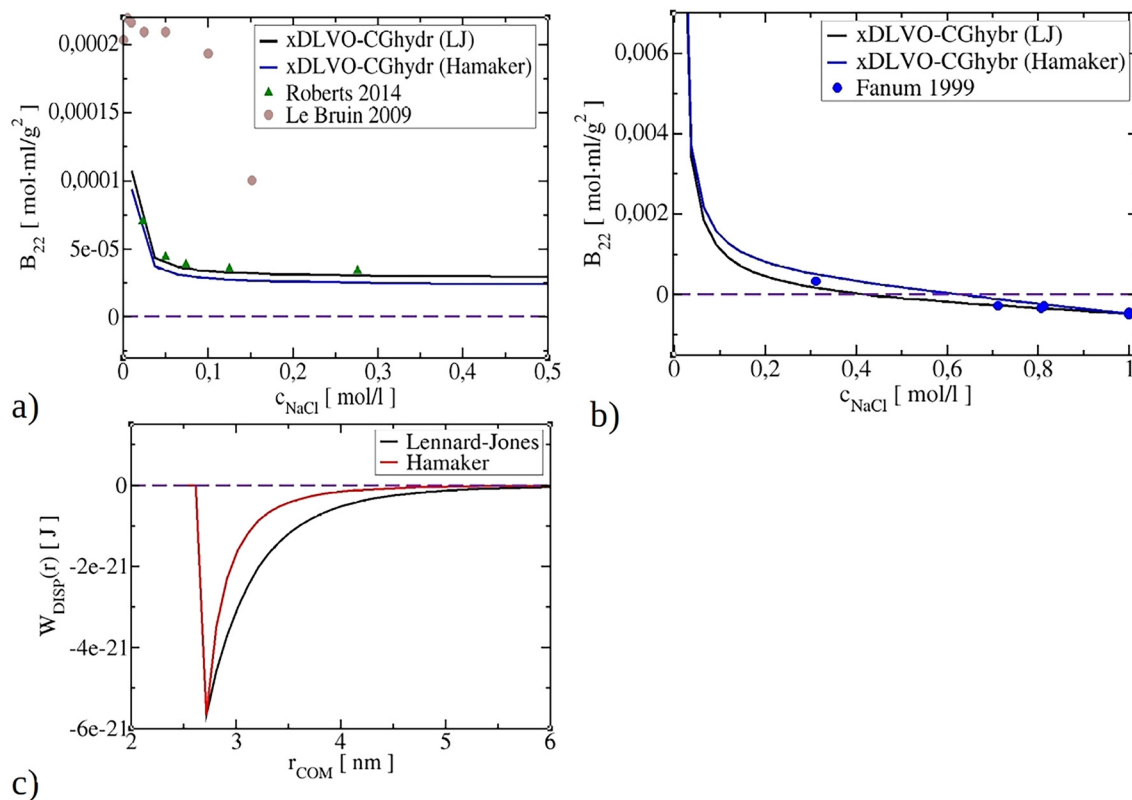 0,0002
0,00015
0,0001
5e-05
0
B22 [ mol·ml/g2 ]
xDLVO-CGhydr (LJ)
xDLVO-CGhydr (Hamaker)
Roberts 2014
Le Bruin 2009
0 0,1 0,2 0,3 0,4 0,5
cNaCl [ mol/l ]
a)
0,006
0,004
0,002
0
B22 [ mol·ml/g2 ]
xDLVO-CGhybr (LJ)
xDLVO-CGhybr (Hamaker)
Fanum 1999
0 0,2 0,4 0,6 0,8 1
cNaCl [ mol/l ]
b)
0
-2e-21
-4e-21
-6e-21
WDISP(r) [ J ]
Lennard-Jones
Hamaker
2 3 4 5 6
rCOM [ nm ]
c)